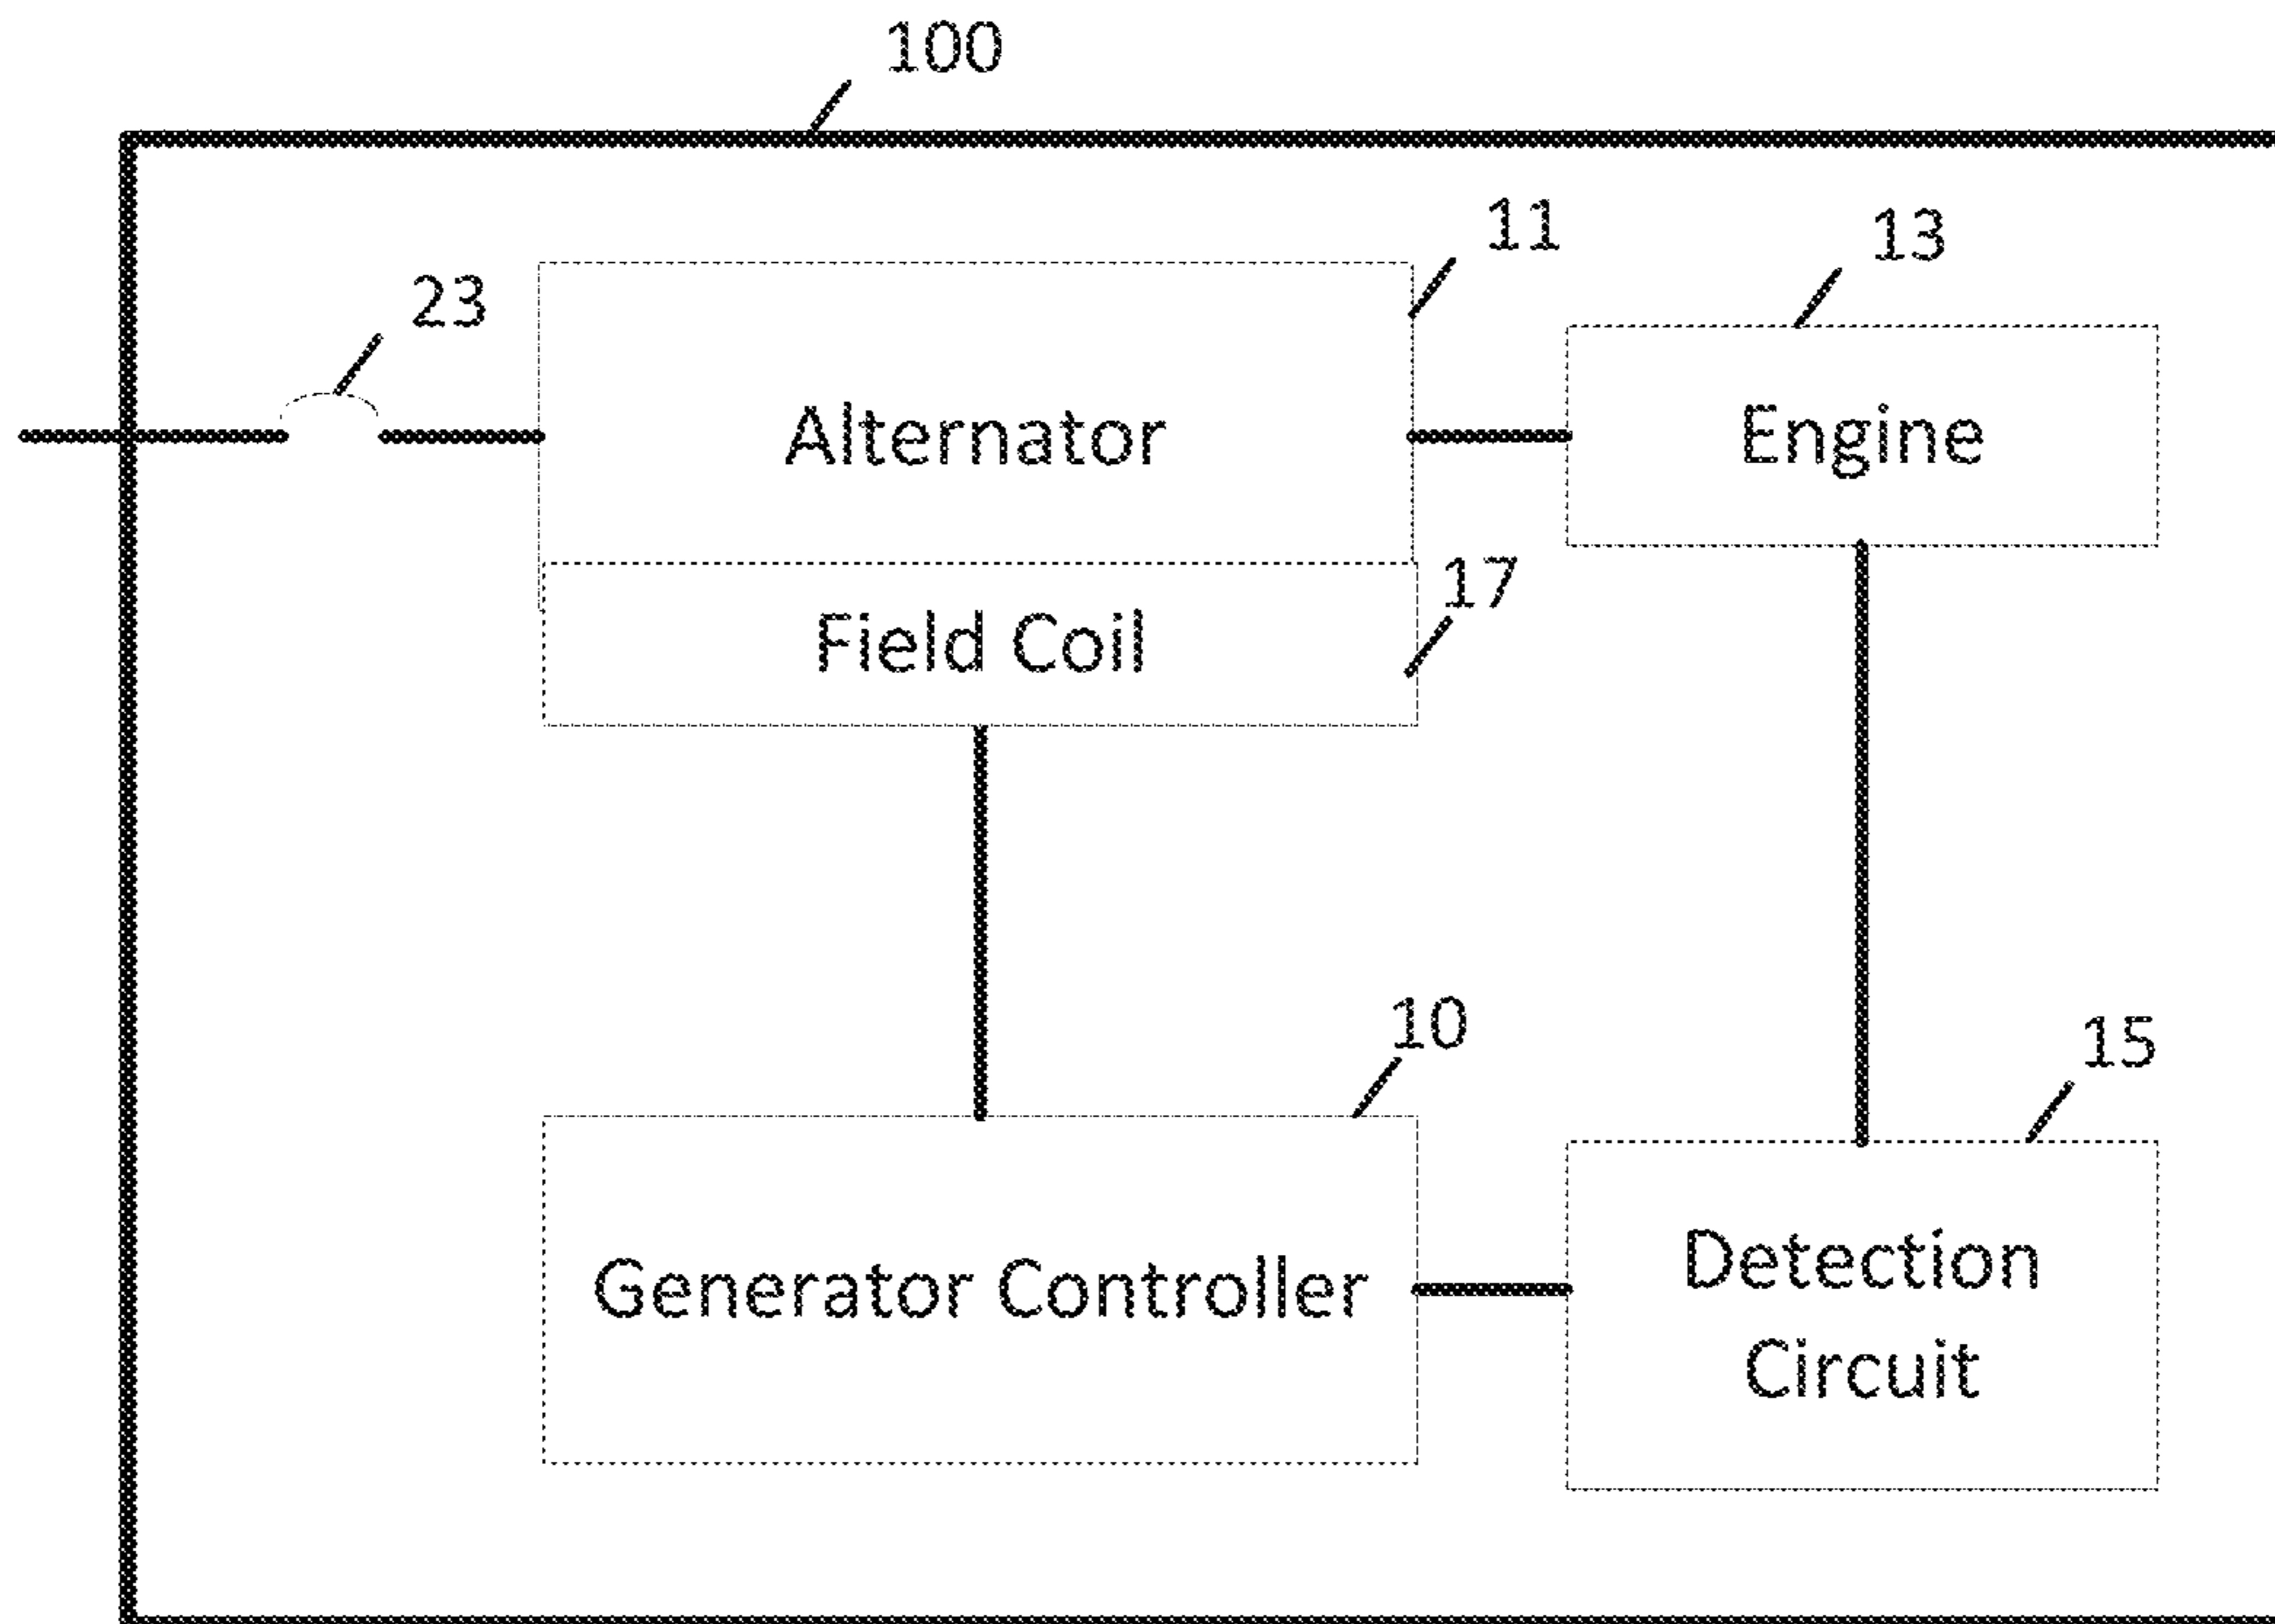 100
11
13
23
Alternator
Engine
17
Field Coil
10
15
Generator Controller
Detection
Circuit